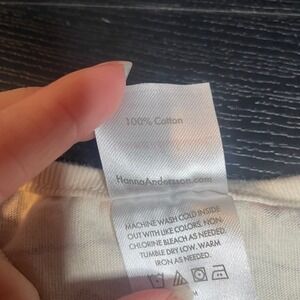 100% Cotton
HannaAndersson.com
MACHINE WASH COLD INSIDE
OUT WITH LIKE COLORS. NON-
CHLORINE BLEACH AS NEEDED.
TUMBLE DRY LOW. WARM
IRON AS NEEDED.